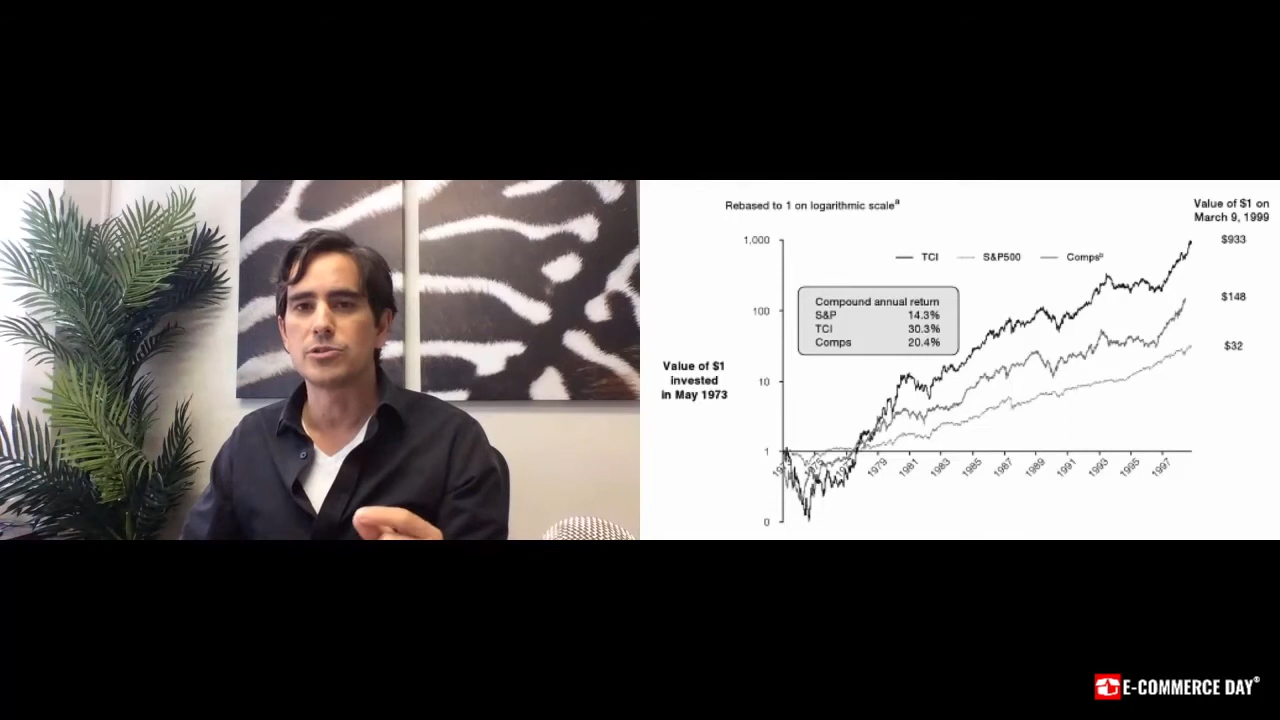 Rebased to 1 on logarithmic scaleª
Value of $1 on
March 9, 1999
1,000
$933
TCI
S&P500
Compsᵇ
$148
Compound annual return
S&P 14.3%
TCI 30.3%
Comps 20.4%
100
$32
Value of $1
invested
in May 1973
10
1
1979
1981
1983
1985
1987
1989
1991
1993
1995
1997
0
E-COMMERCE DAY®